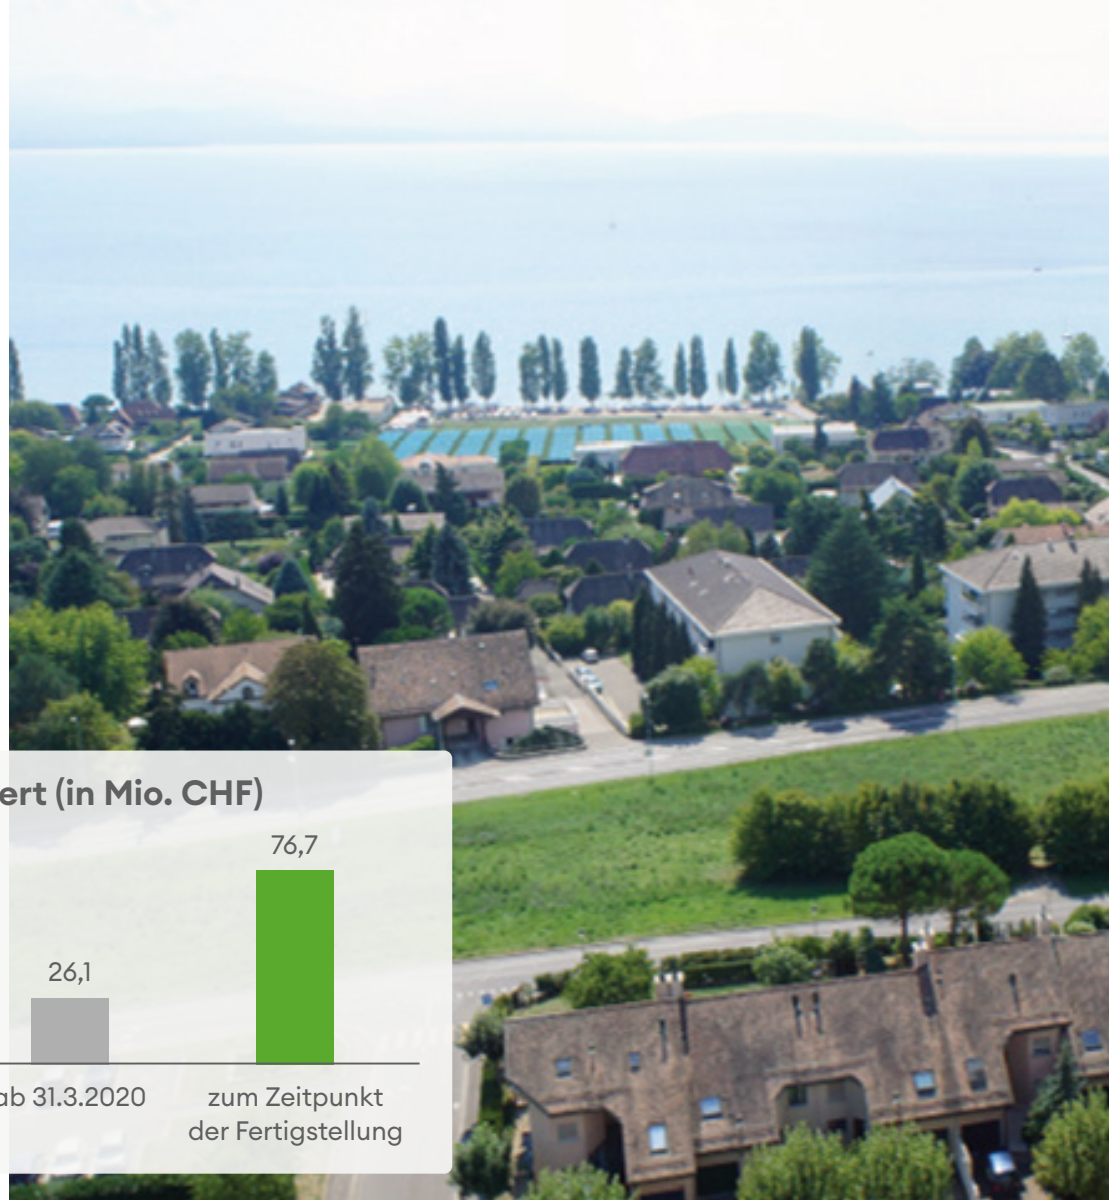 ert (in Mio. CHF)
76,7
26,1
ab 31.3.2020
zum Zeitpunkt
der Fertigstellung